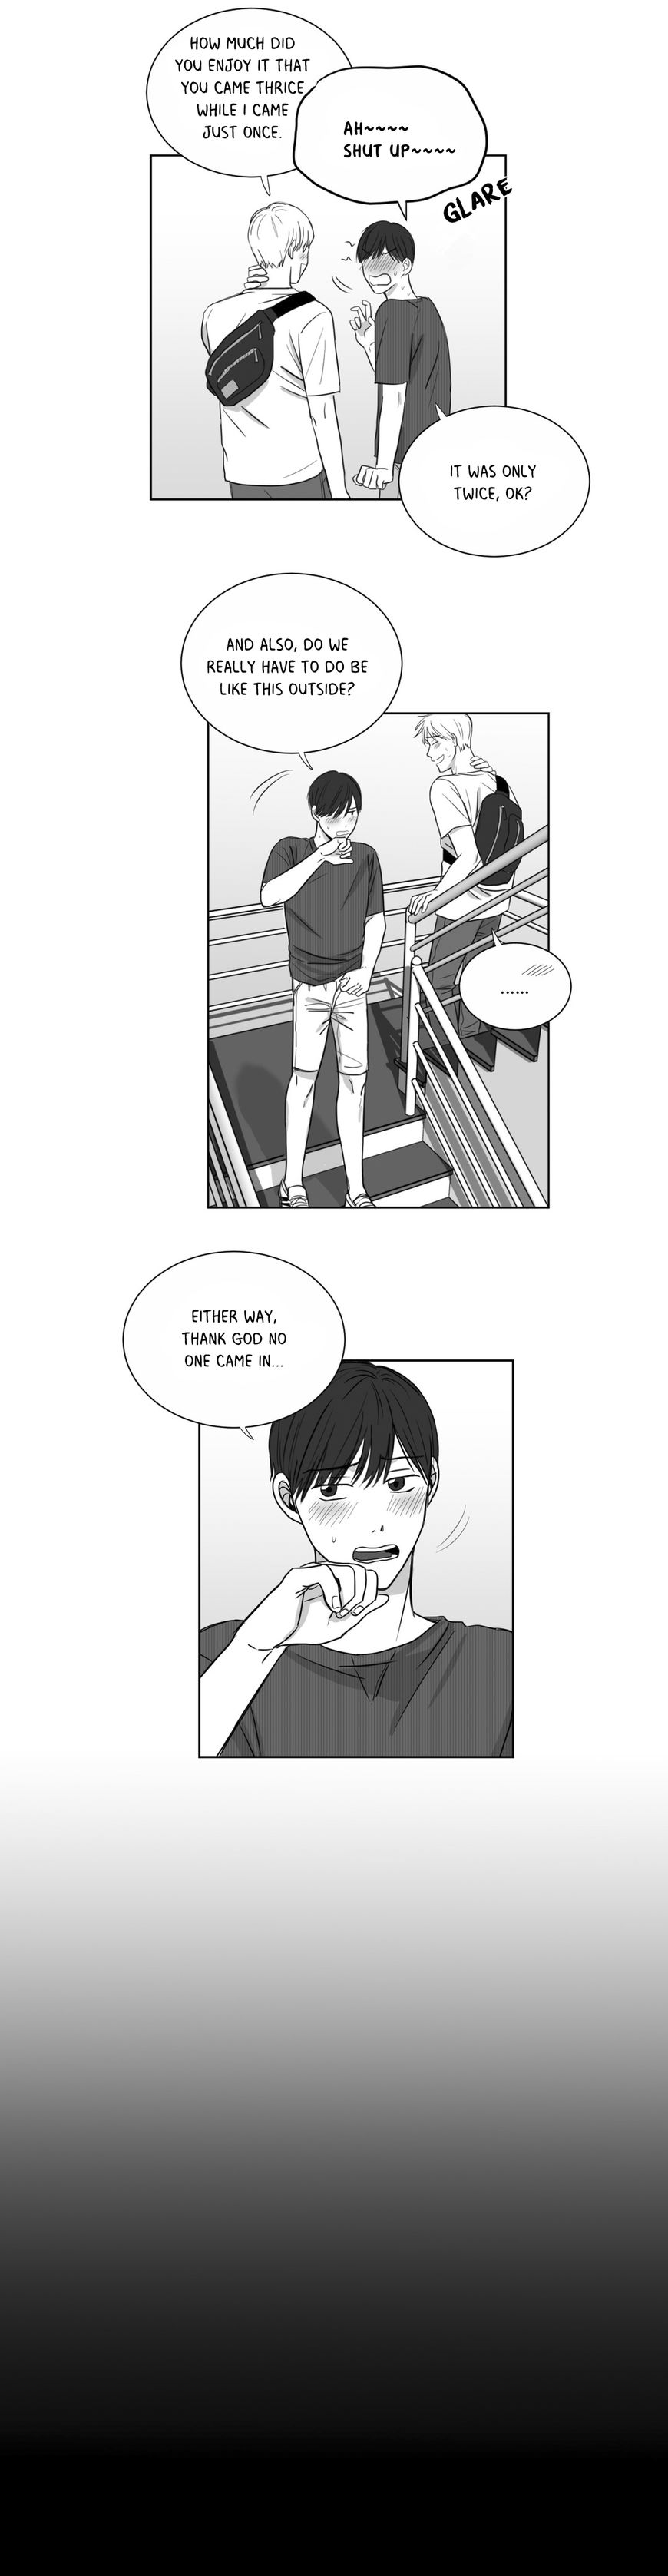 HOW MUCH DID
YOU ENJOY IT THAT
YOU CAME THRICE
WHILE I CAME
JUST ONCE.
AH~~~~
SHUT UP~~~~
GLARE
IT WAS ONLY
TWICE, OK?
AND ALSO, DO WE
REALLY HAVE TO DO BE
LIKE THIS OUTSIDE?
......
EITHER WAY,
THANK GOD NO
ONE CAME IN...